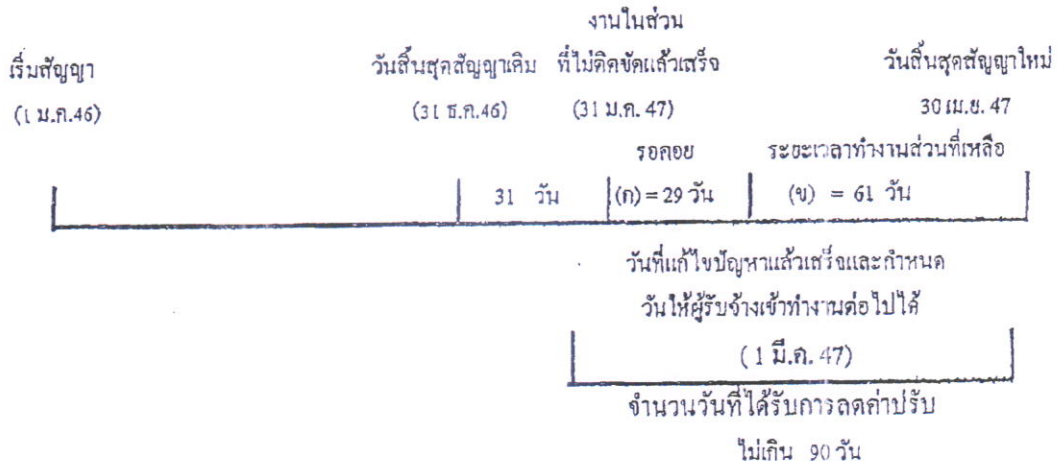 งานในส่วน
เริ่มสัญญา วันสิ้นสุดสัญญาเดิม ที่ไม่ติดขัดแล้วเสร็จ วันสิ้นสุดสัญญาใหม่
(1 ม.ค.46) (31 ธ.ค.46) (31 ม.ค. 47) 30 เม.ย. 47
รอคอย ระยะเวลาทำงานส่วนที่เหลือ
31 วัน (ก) = 29 วัน (ข) = 61 วัน
วันที่แก้ไขปัญหาแล้วเสร็จและกำหนด
วันให้ผู้รับจ้างเข้าทำงานต่อไปได้
( 1 มี.ค. 47)
จำนวนวันที่ได้รับการลดค่าปรับ
ไม่เกิน 90 วัน